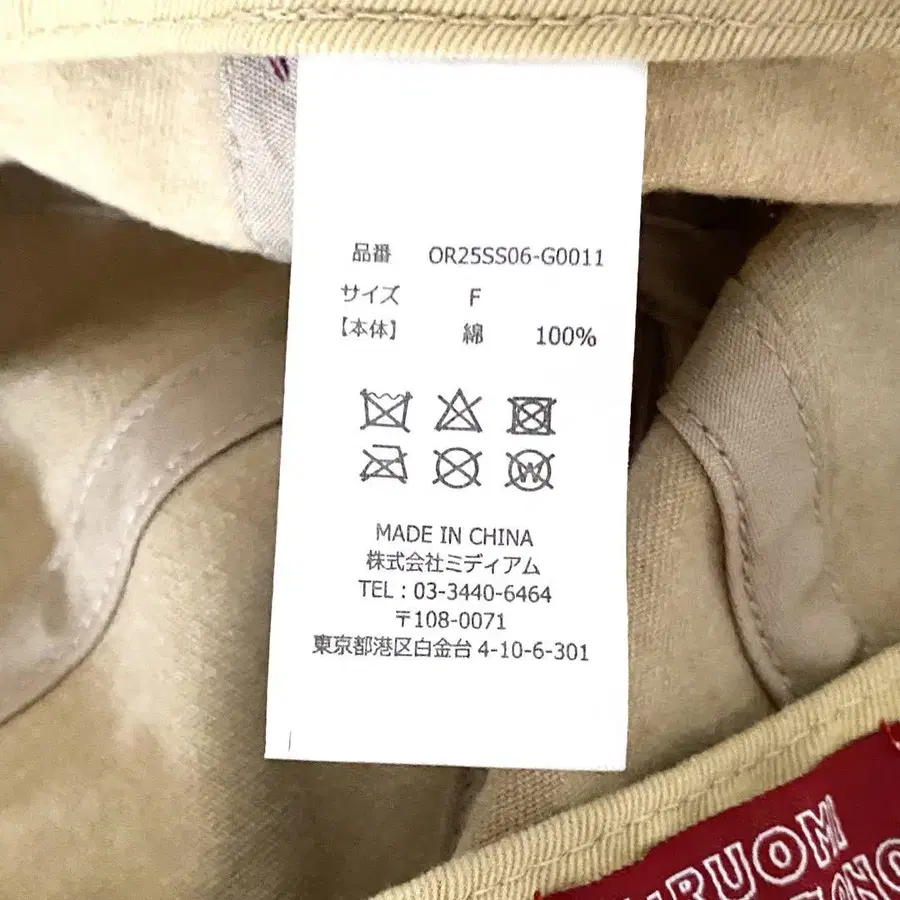 品番 OR25SS06-G0011
サイズ F
【本体】 綿 100%
W
MADE IN CHINA
株式会社ミディアム
TEL : 03-3440-6464
〒108-0071
東京都港区白金台 4-10-6-301